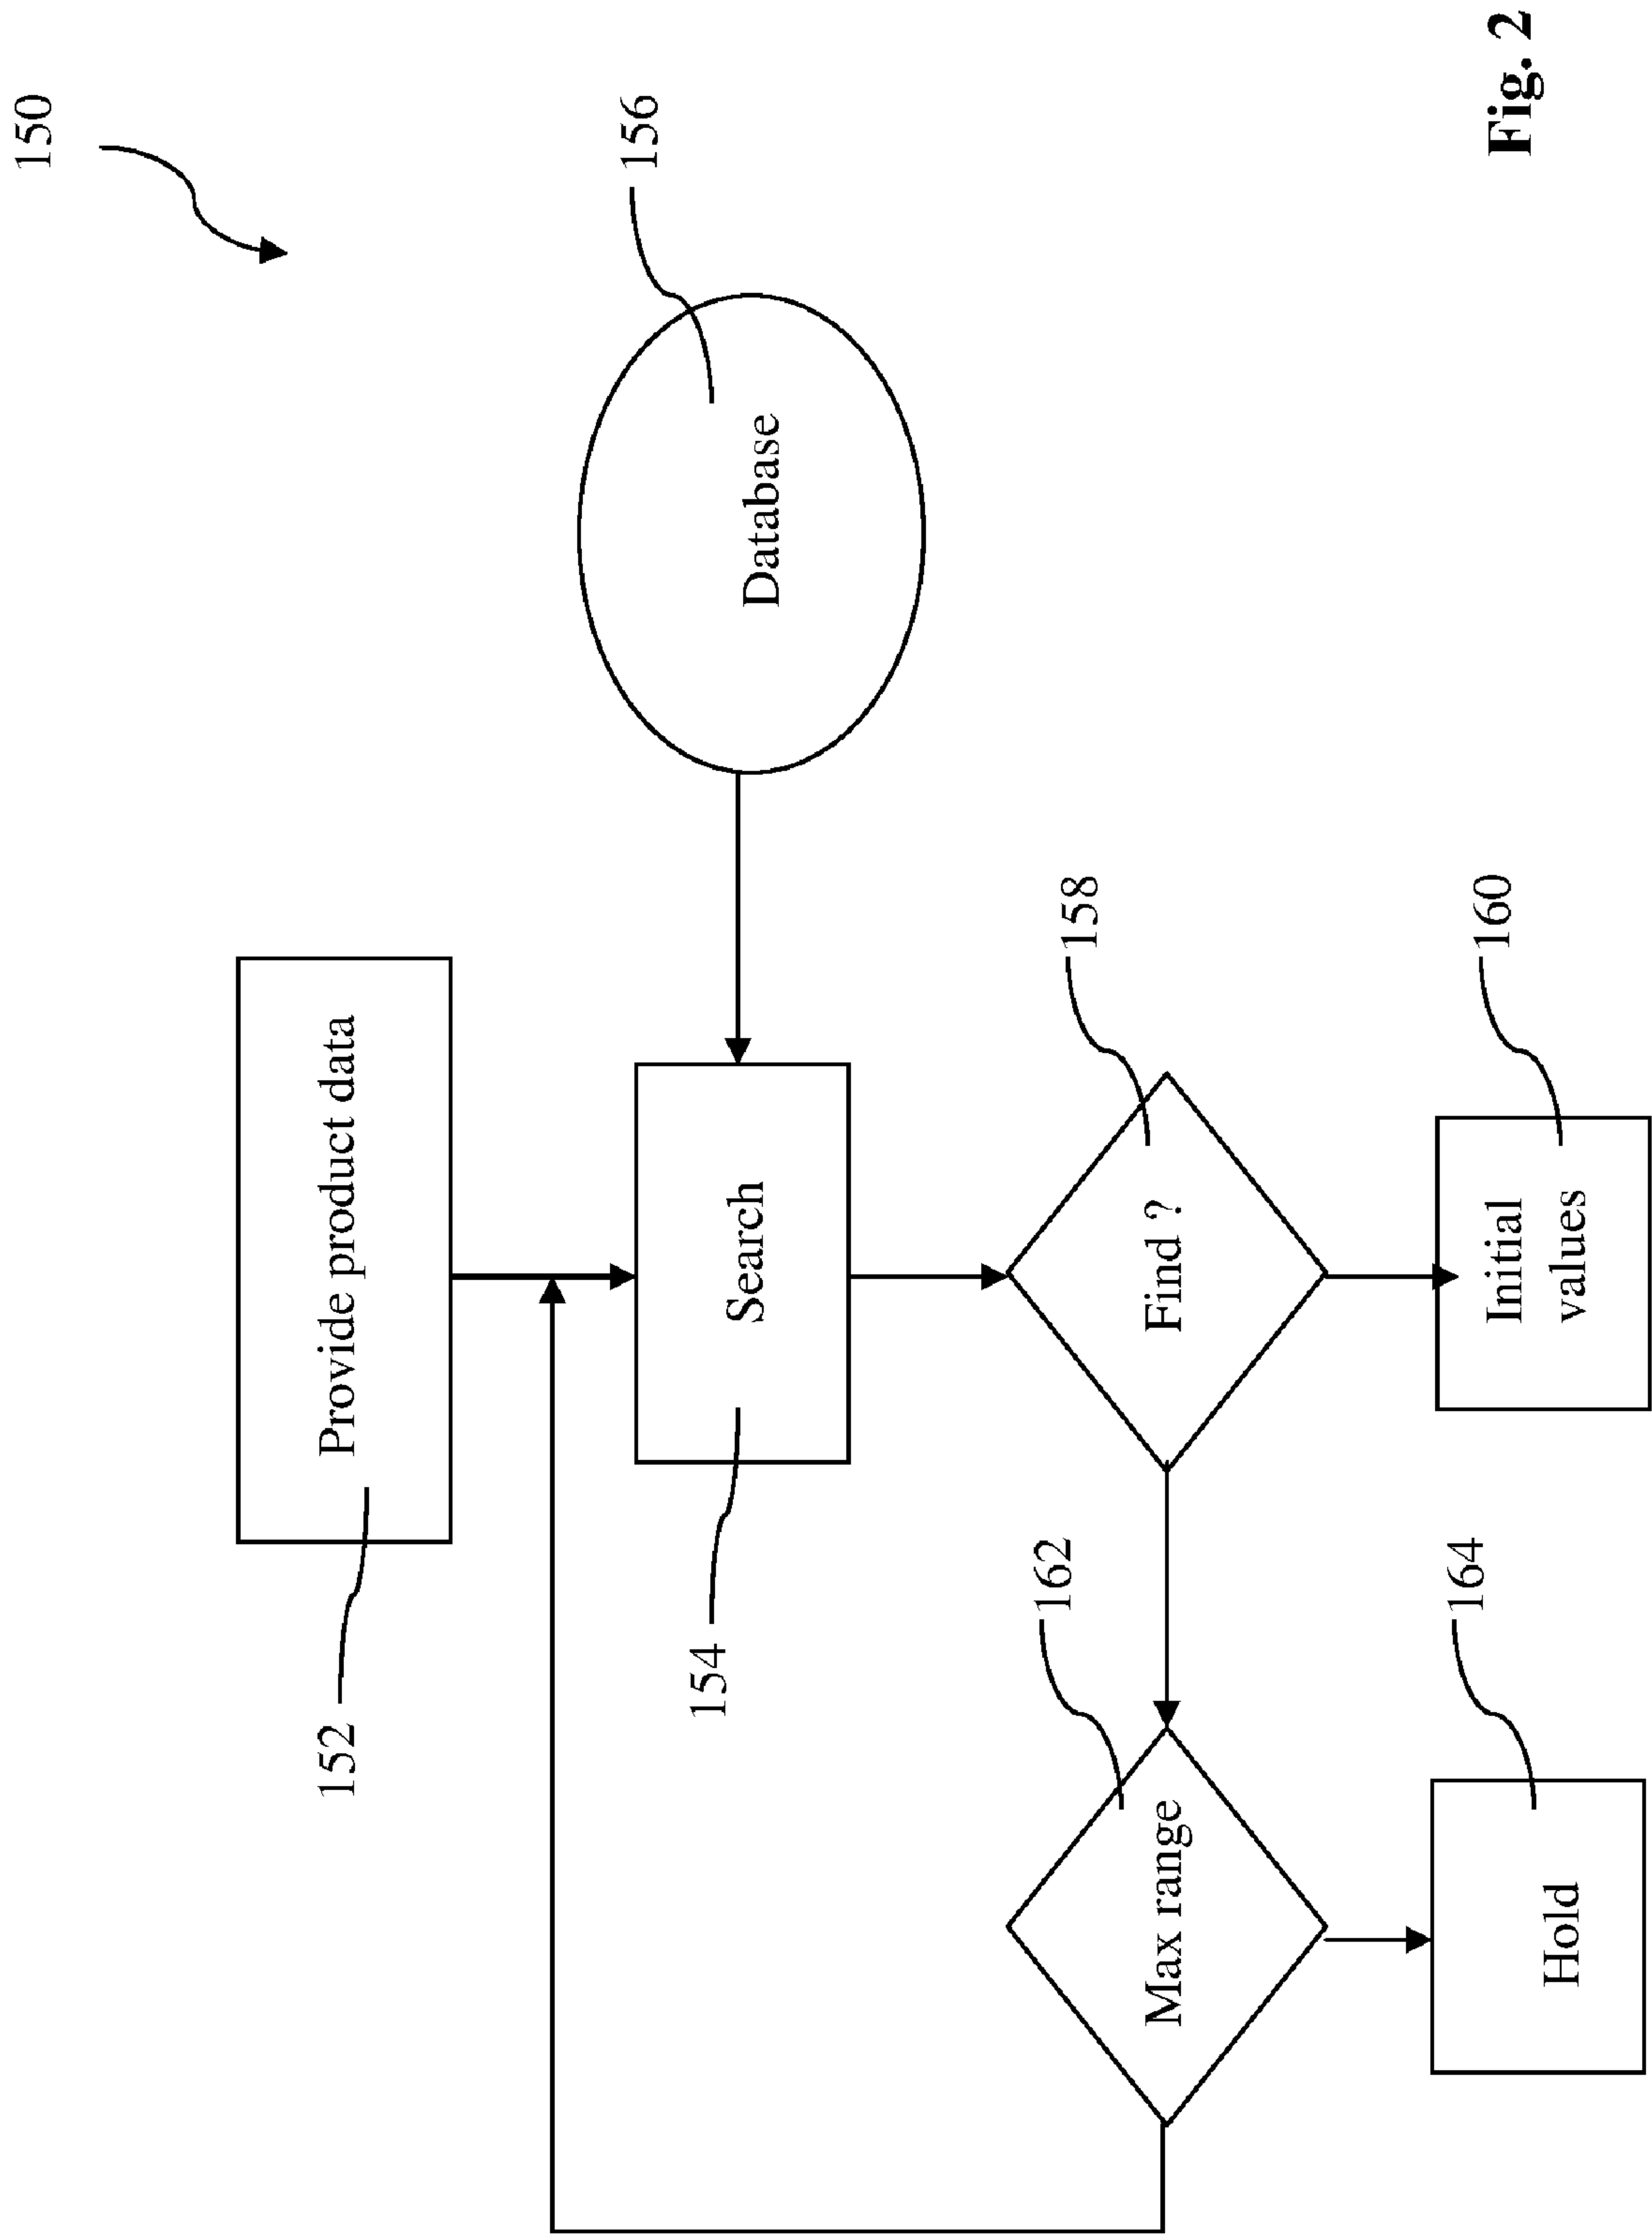 150
152
Provide product data
154
Search
156
Database
162
Max range
Find ?
158
164
Hold
Initial
values
160
Fig. 2